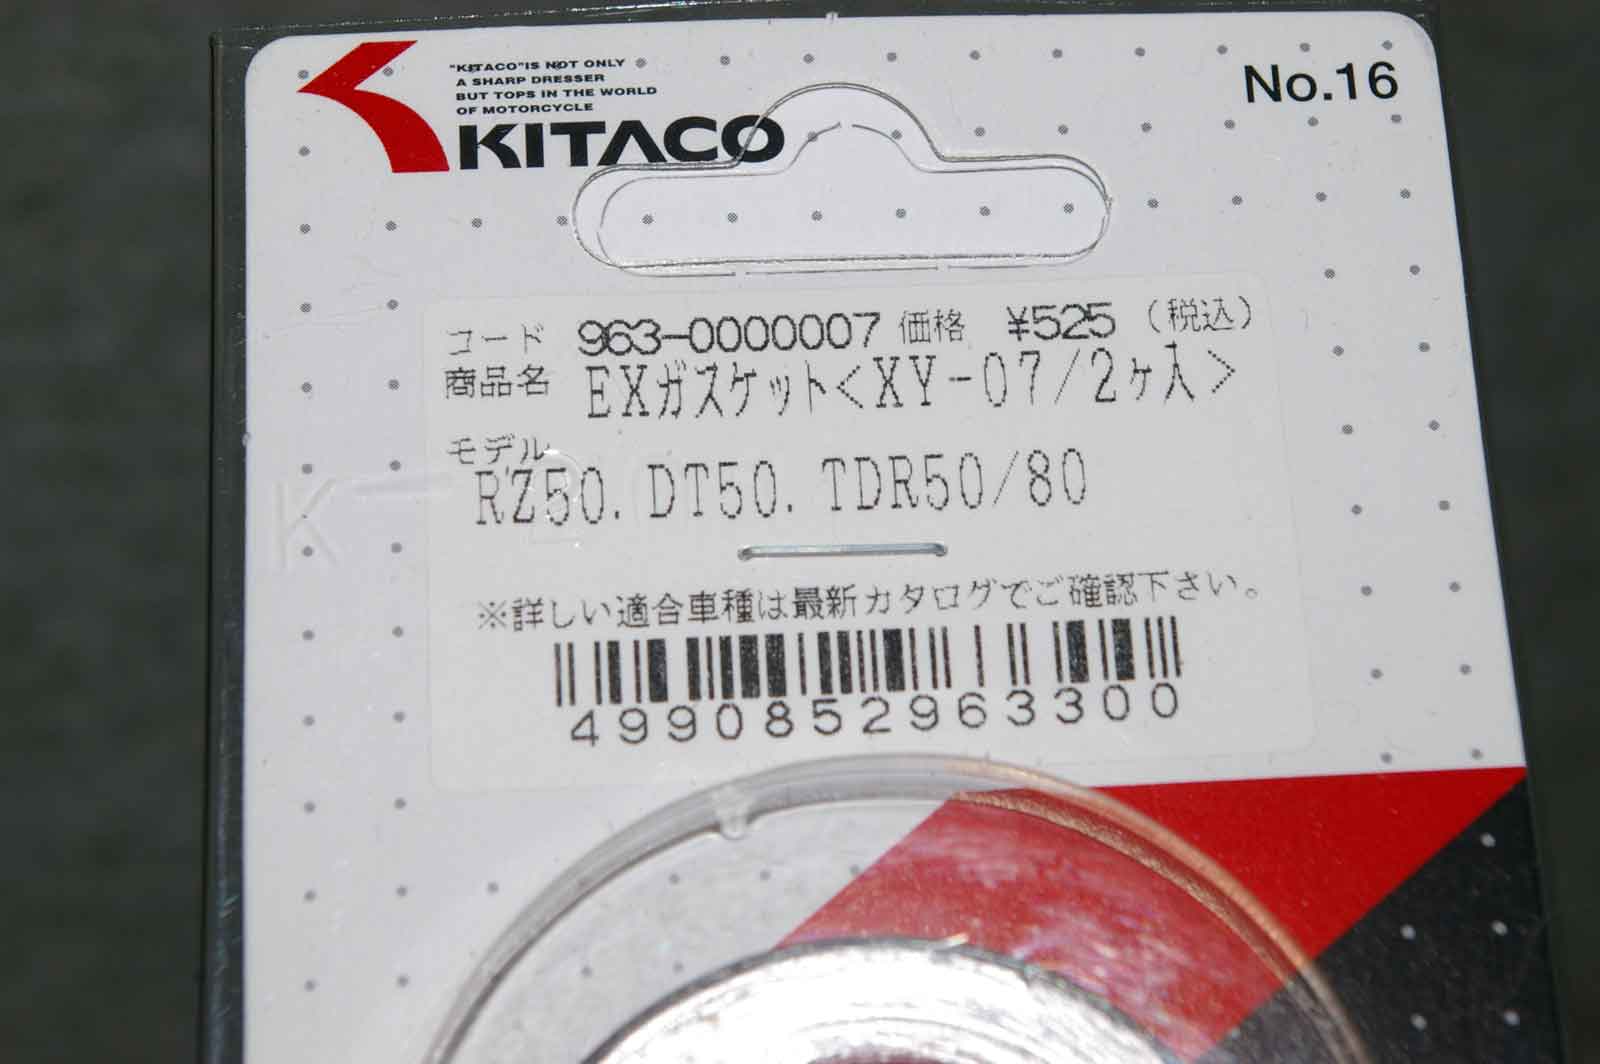 "KITACO"IS NOT ONLY
A SHARP DRESSER
BUT TOPS IN THE WORLD
OF MOTORCYCLE
KITACO
No.16
コード 963-0000007 価格 ¥525 (税込)
商品名 EXガスケット<XY-07/2ヶ入>
モデル
RZ50. DT50. TDR50/80
※詳しい適合車種は最新カタログでご確認下さい。
4990852963300